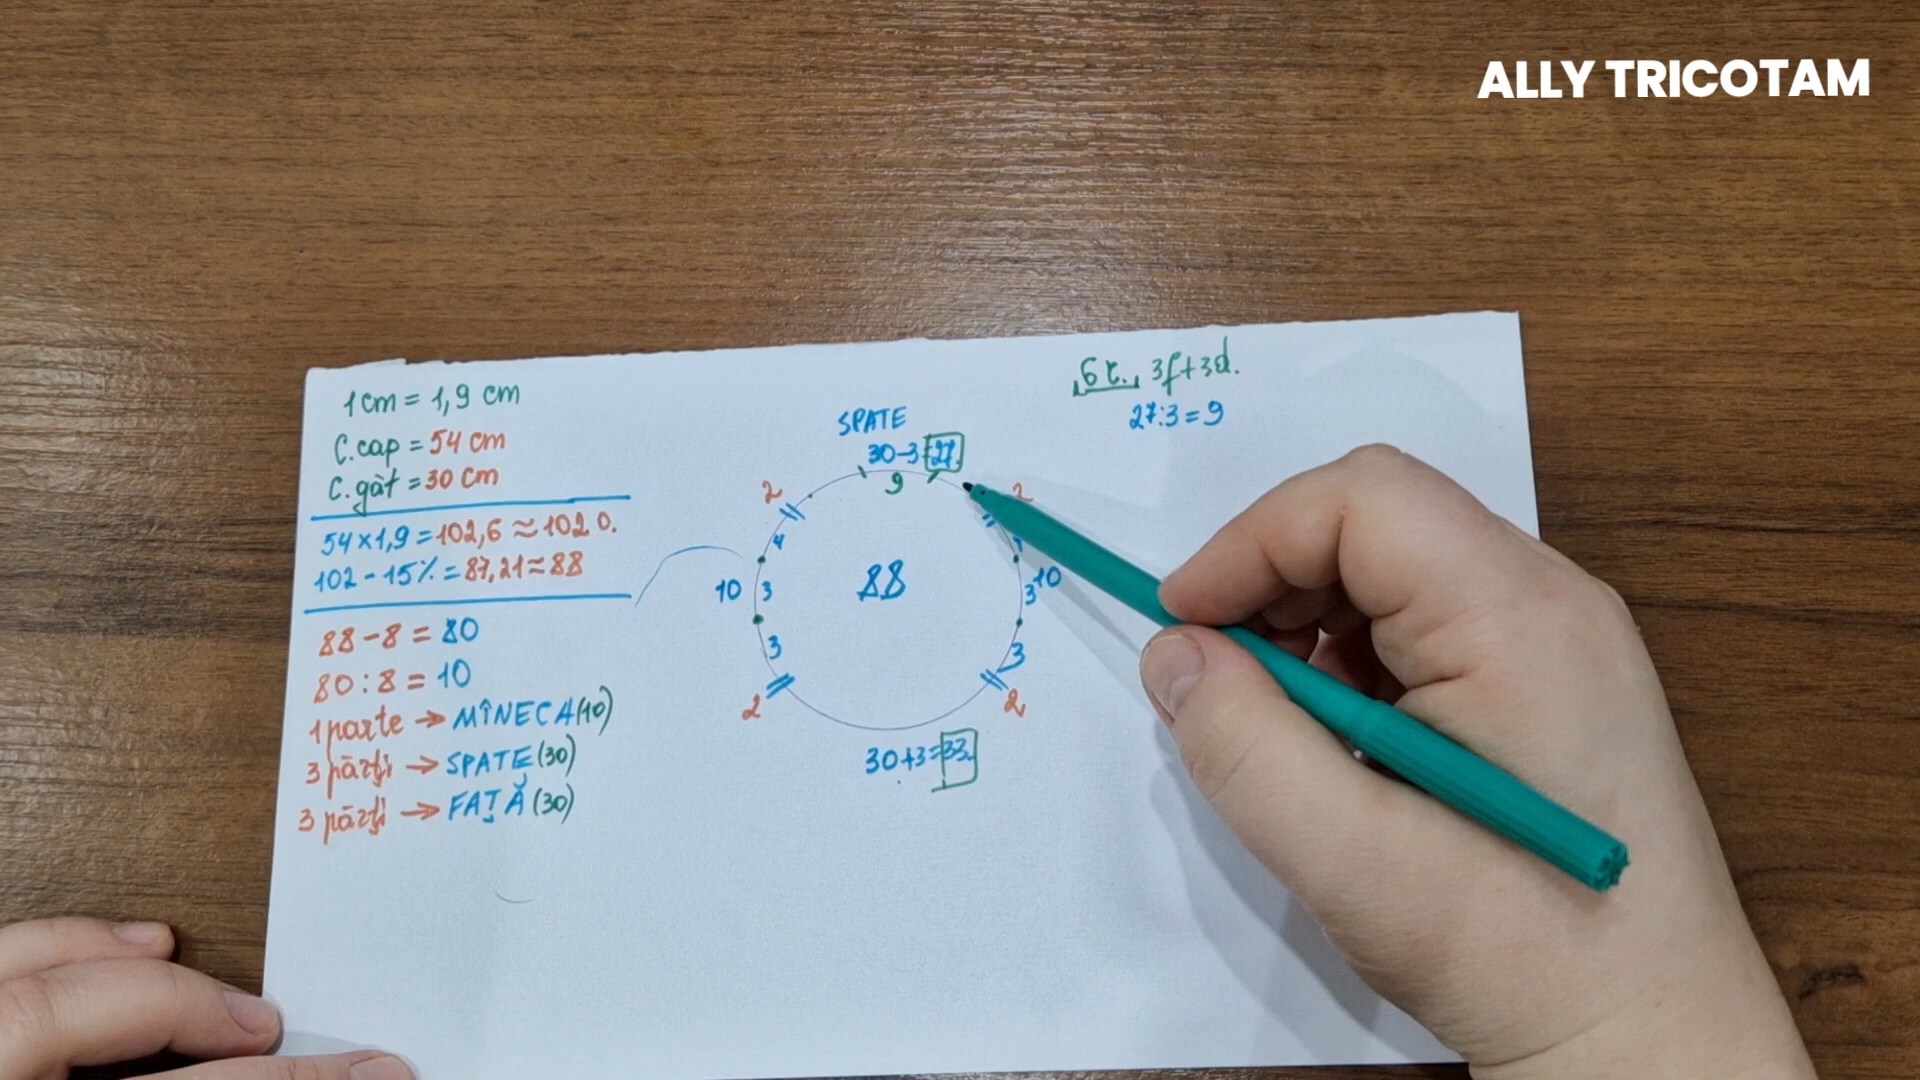 ALLY TRICOTAM
1 cm = 1,9 cm
C. cap = 54 cm
C. gât = 30 cm
54 x 1,9 = 102,6 ≈ 102 O.
102 - 15% = 87,21 ≈ 88
88 - 8 = 80
80 : 8 = 10
1 parte → MÎNECA (10)
3 părți → SPATE (30)
3 părți → FAȚĂ (30)
6 r. 3f+3d.
27:3 = 9
SPATE
30-3=27
9
2
2
4
10
3
88
3
10
3
3
2
2
30+3=33